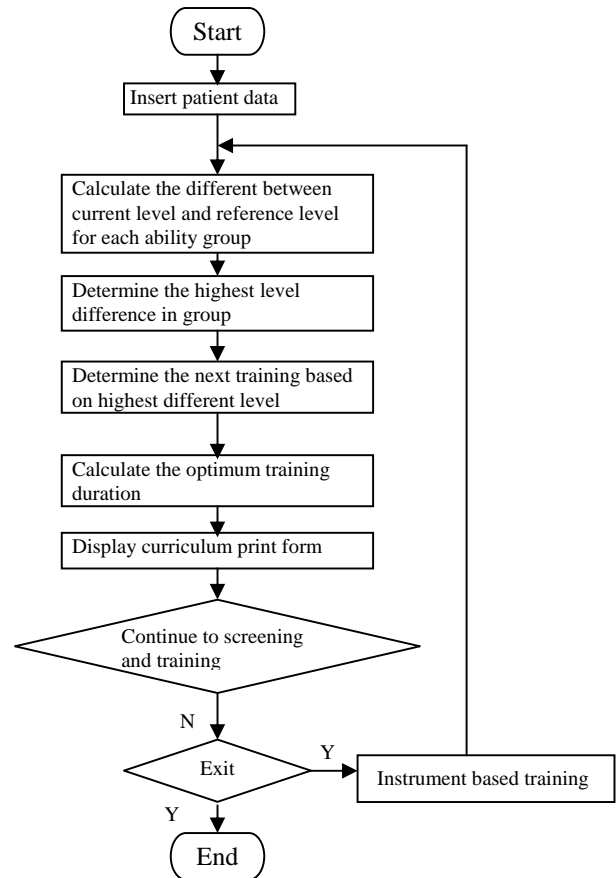 Start
Insert patient data
Calculate the different between
current level and reference level
for each ability group
Determine the highest level
difference in group
Determine the next training based
on highest different level
Calculate the optimum training
duration
Display curriculum print form
Continue to screening
and training
N
Exit
Y
Instrument based training
Y
End